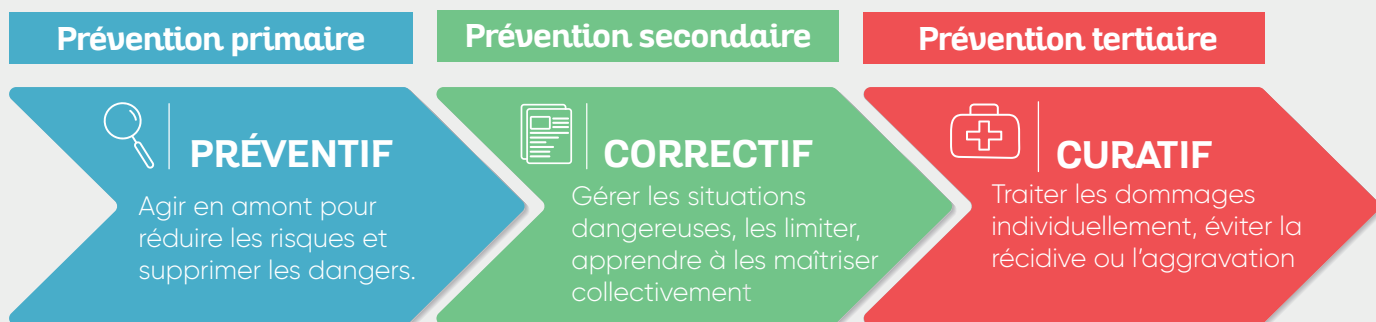 Prévention primaire
PRÉVENTIF
Agir en amont pour
réduire les risques et
supprimer les dangers.
Prévention secondaire
CORRECTIF
Gérer les situations
dangereuses, les limiter,
apprendre à les maîtriser
collectivement
Prévention tertiaire
CURATIF
Traiter les dommages
individuellement, éviter la
récidive ou l’aggravation